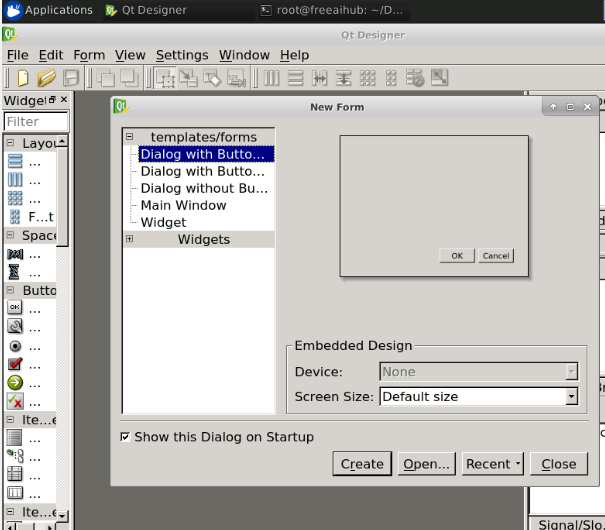 Applications Qt Designer root@freeaihub: ~/D...
Qt Designer
File Edit Form View Settings Window Help
Widget
Filter
Layou
...
...
...
F...t
Space
...
...
Butto
OK ...
...
...
...
...
...
Ite...e
...
...
...
...
Ite...e
New Form
templates/forms
Dialog with Butto...
Dialog with Butto...
Dialog without Bu...
Main Window
Widget
Widgets
OK Cancel
Embedded Design
Device: None
Screen Size: Default size
Show this Dialog on Startup
Create Open... Recent Close
Signal/Slo